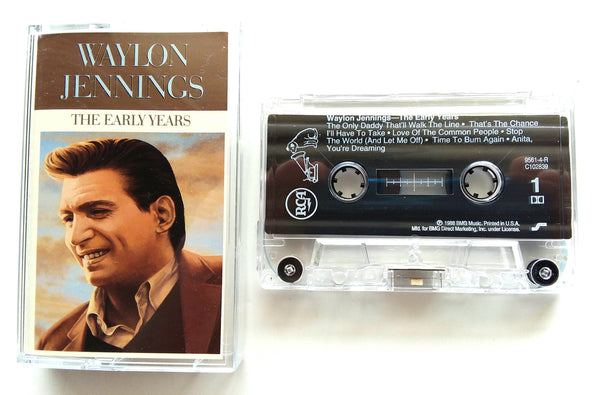 WAYLON
JENNINGS
THE EARLY YEARS
Waylon Jennings—The Early Years
The Only Daddy That'll Walk The Line • That's The Chance
I'll Have To Take • Love Of The Common People • Stop
The World (And Let Me Off) • Time To Burn Again • Anita,
You're Dreaming
9561-4-R
C102839
1
RCA
℗ 1988 BMG Music. Printed in U.S.A.
Mfd. for BMG Direct Marketing, Inc. under License.